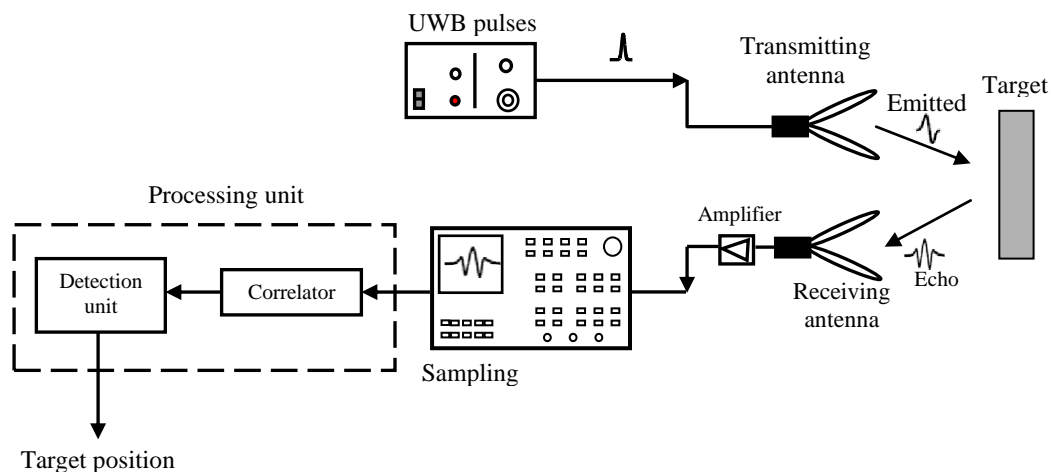 UWB pulses
Transmitting
antenna
Target
Emitted
Processing unit
Amplifier
Detection
unit
Correlator
Echo
Receiving
antenna
Sampling
Target position